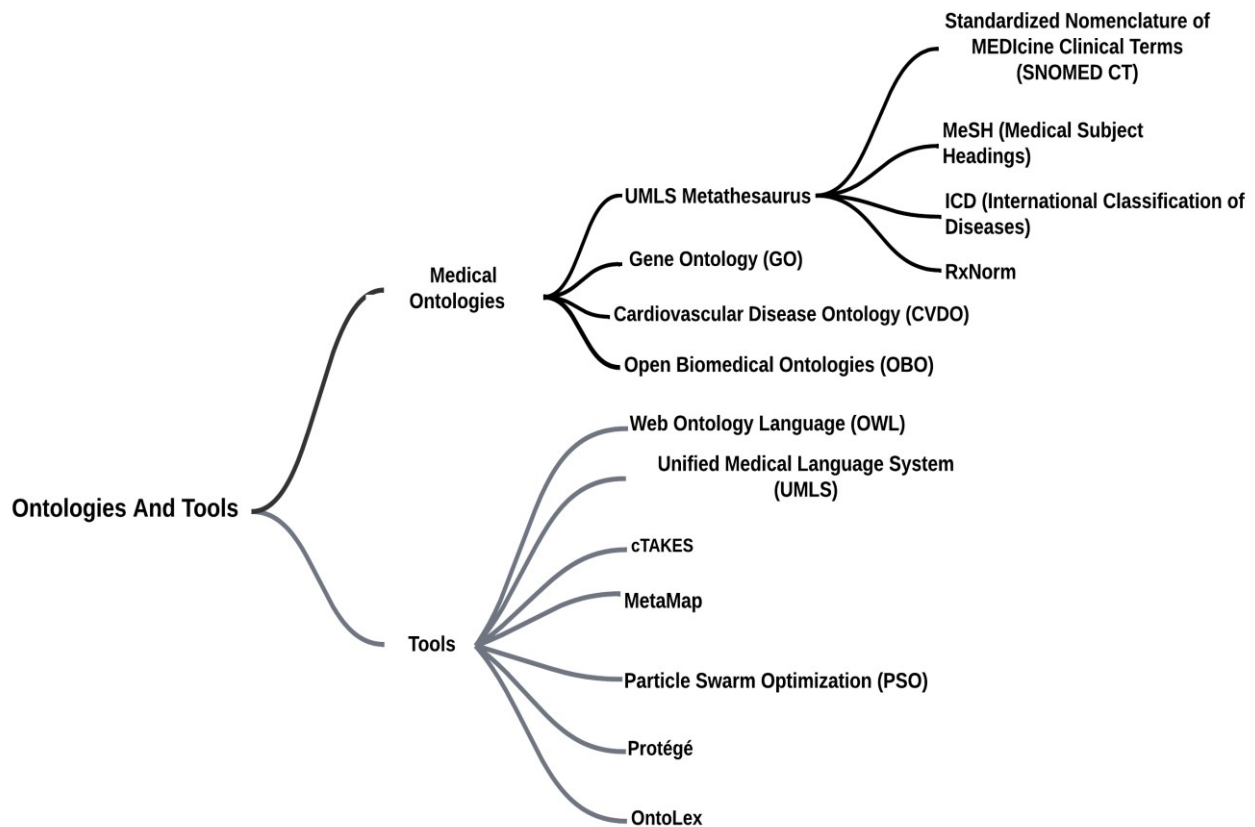 Standardized Nomenclature of
MEDIcine Clinical Terms
(SNOMED CT)
MeSH (Medical Subject
Headings)
UMLS Metathesaurus
ICD (International Classification of
Diseases)
Gene Ontology (GO)
RxNorm
Medical
Ontologies
Cardiovascular Disease Ontology (CVDO)
Open Biomedical Ontologies (OBO)
Web Ontology Language (OWL)
Unified Medical Language System
(UMLS)
Ontologies And Tools
cTAKES
MetaMap
Tools
Particle Swarm Optimization (PSO)
Protégé
OntoLex